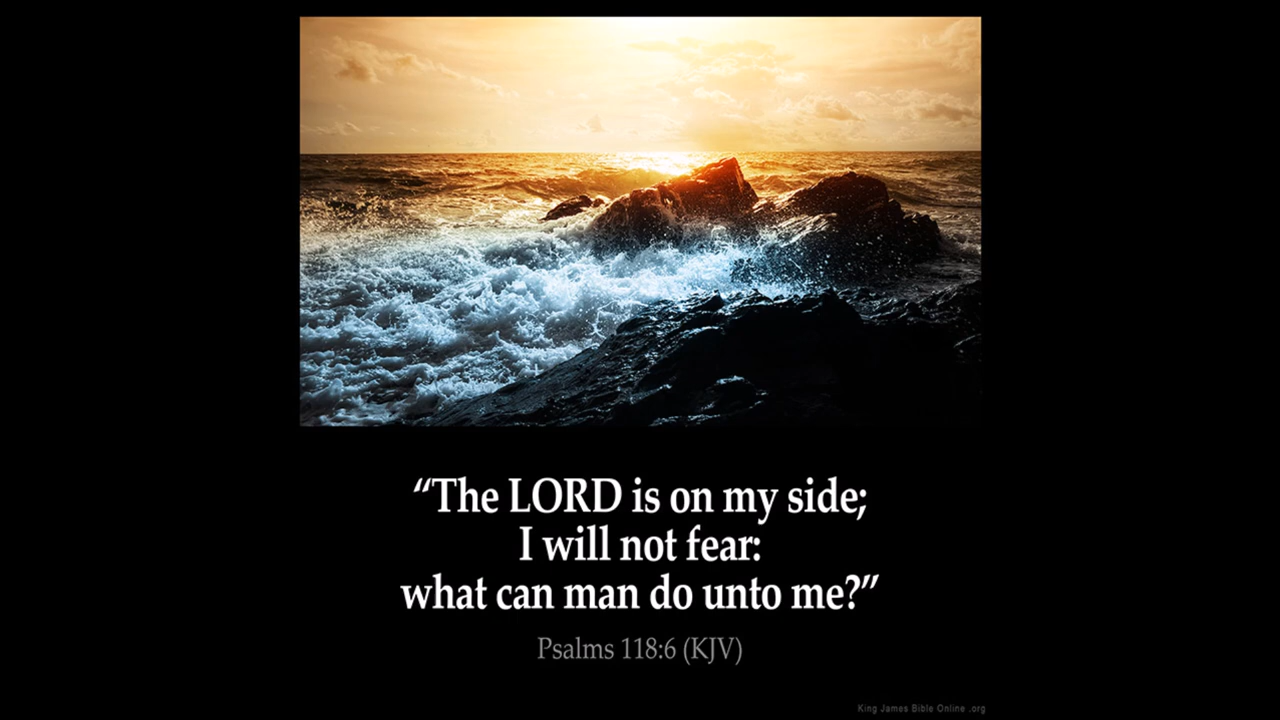 “The LORD is on my side;
I will not fear:
what can man do unto me?”
Psalms 118:6 (KJV)
King James Bible Online .org